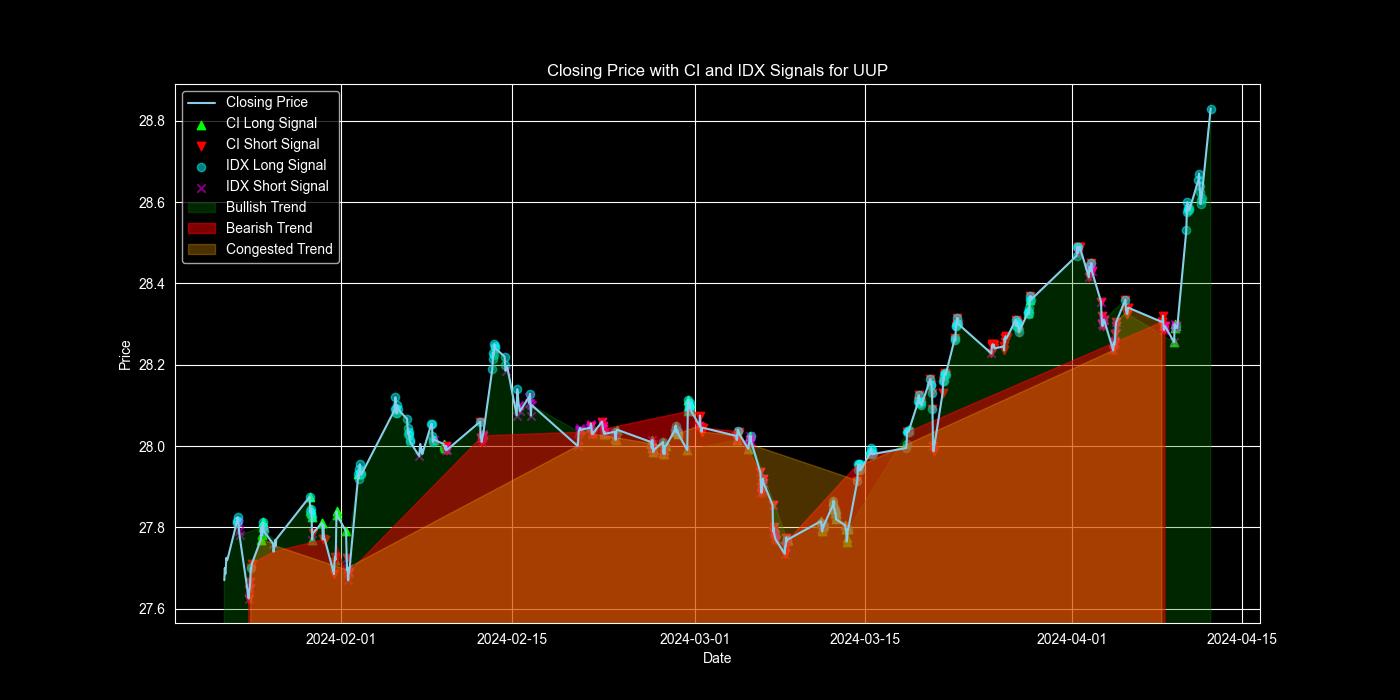 Closing Price with CI and IDX Signals for UUP
Closing Price
CI Long Signal
CI Short Signal
IDX Long Signal
IDX Short Signal
Bullish Trend
Bearish Trend
Congested Trend
Price
28.8
28.6
28.4
28.2
28.0
27.8
27.6
2024-02-01 2024-02-15 2024-03-01 2024-03-15 2024-04-01 2024-04-15
Date